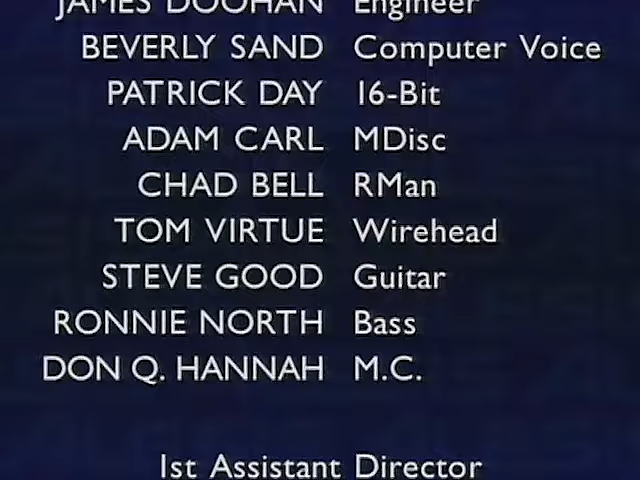 JAMES DOOHAN Engineer
BEVERLY SAND Computer Voice
PATRICK DAY 16-Bit
ADAM CARL MDisc
CHAD BELL RMan
TOM VIRTUE Wirehead
STEVE GOOD Guitar
RONNIE NORTH Bass
DON Q. HANNAH M.C.
1st Assistant Director